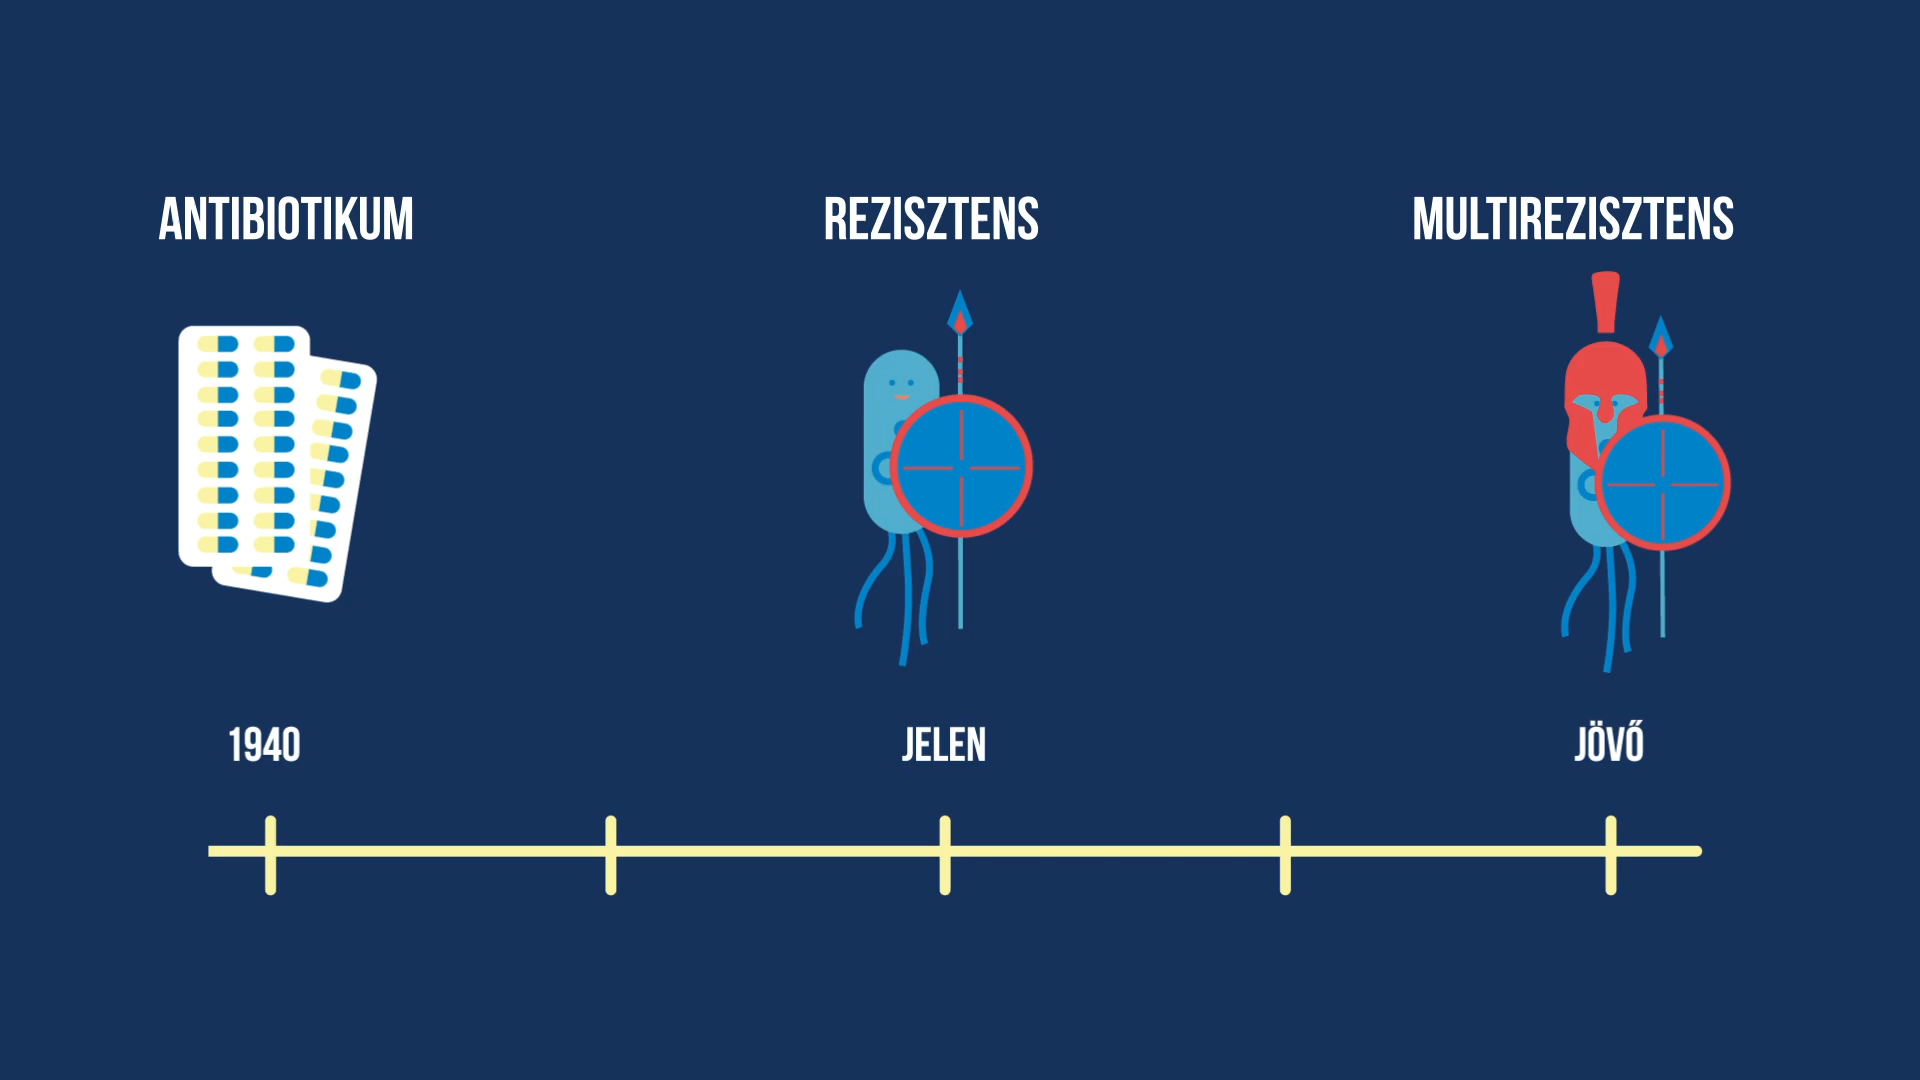 ANTIBIOTIKUM
REZISZTENS
MULTIREZISZTENS
1940
JELEN
JÖVŐ